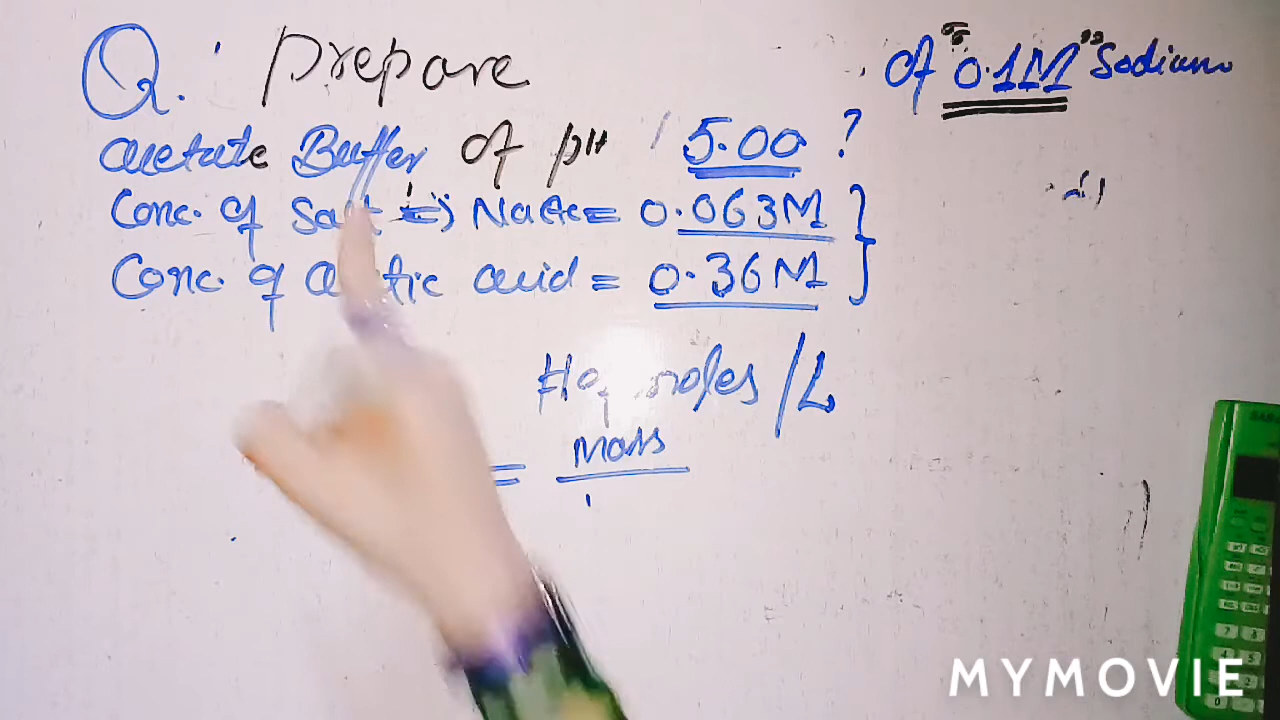 Q. Prepare of "0.1M" Sodium
acetate Buffer of pH 5.00 ?
Conc. of Salt => NaAc = 0.063M
Conc. of acetic acid = 0.36M
moles / L
= mass
MYMOVIE